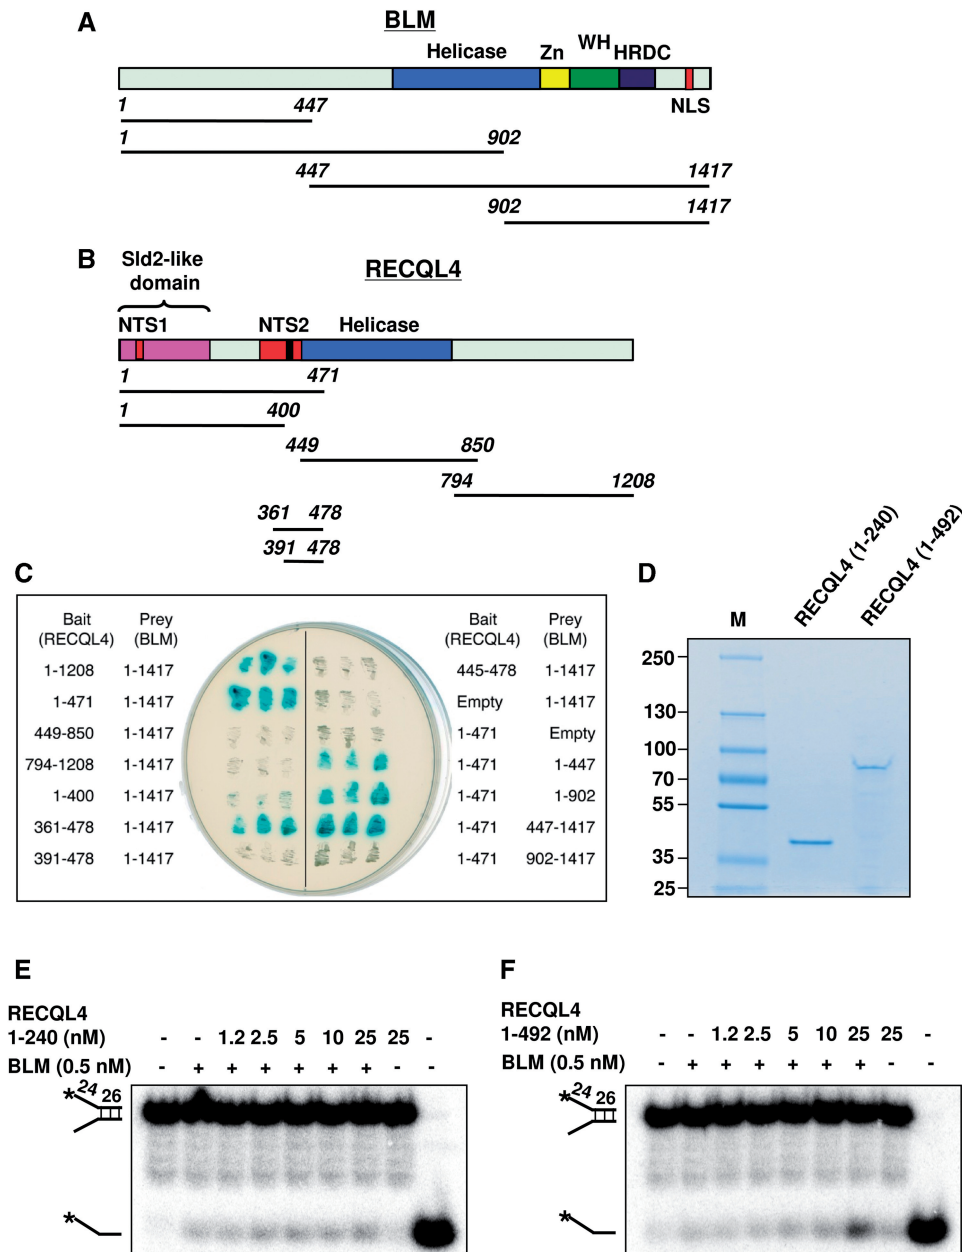 A
BLM
Helicase Zn WH HRDC
NLS
1 447
1 902
447 1417
902 1417
B
Sld2-like
domain
RECQL4
NTS1 NTS2 Helicase
1 471
1 400
449 850
794 1208
361 478
391 478
C
Bait Prey
(RECQL4) (BLM)
1-1208 1-1417
1-471 1-1417
449-850 1-1417
794-1208 1-1417
1-400 1-1417
361-478 1-1417
391-478 1-1417
Bait Prey
(RECQL4) (BLM)
445-478 1-1417
Empty 1-1417
1-471 Empty
1-471 1-447
1-471 1-902
1-471 447-1417
1-471 902-1417
D
M RECQL4 (1-240) RECQL4 (1-492)
250
130
100
70
55
35
25
E
RECQL4
1-240 (nM) - - 1.2 2.5 5 10 25 25 -
BLM (0.5 nM) - + + + + + + - -
* 24 26
*
F
RECQL4
1-492 (nM) - - 1.2 2.5 5 10 25 25 -
BLM (0.5 nM) - + + + + + + - -
* 24 26
*